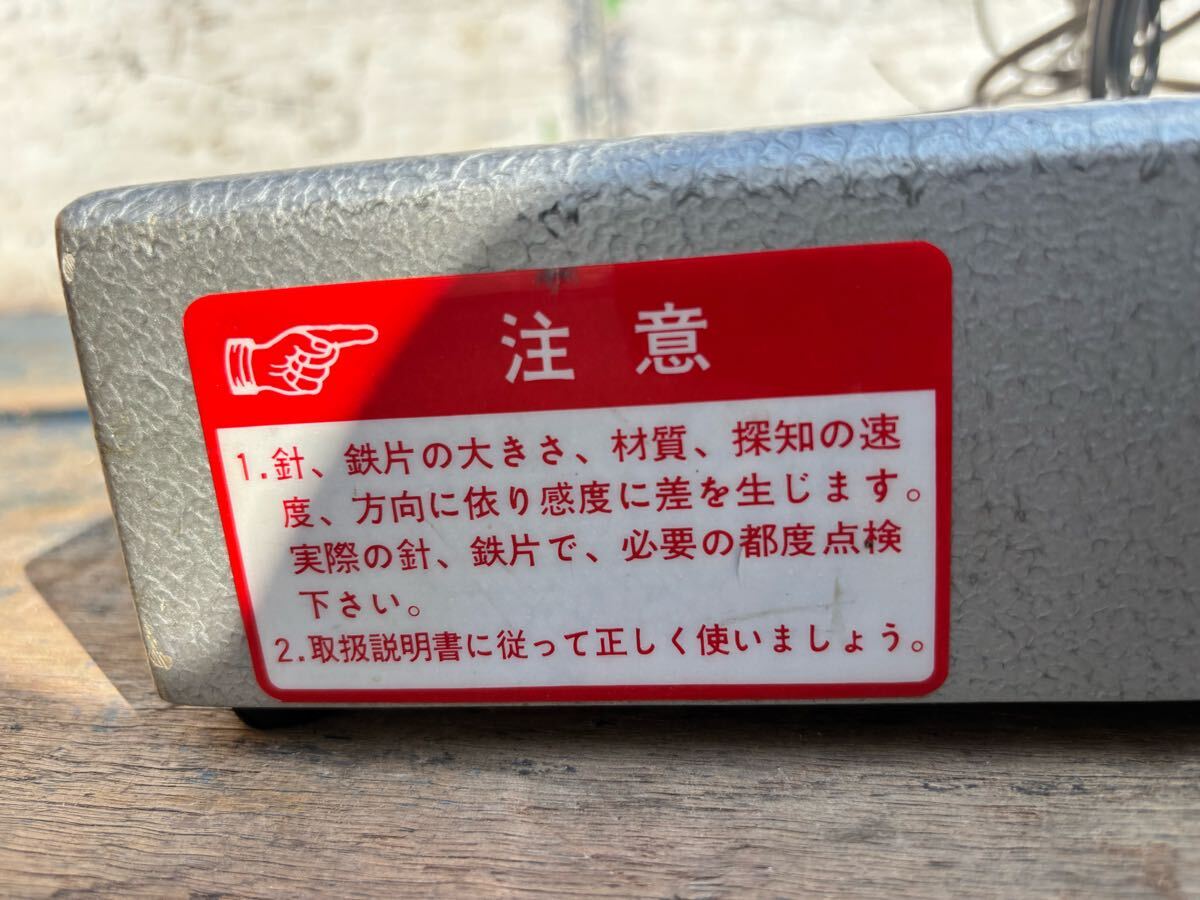 注意
1.針、鉄片の大きさ、材質、探知の速
度、方向に依り感度に差を生じます。
実際の針、鉄片で、必要の都度点検
下さい。
2.取扱説明書に従って正しく使いましょう。